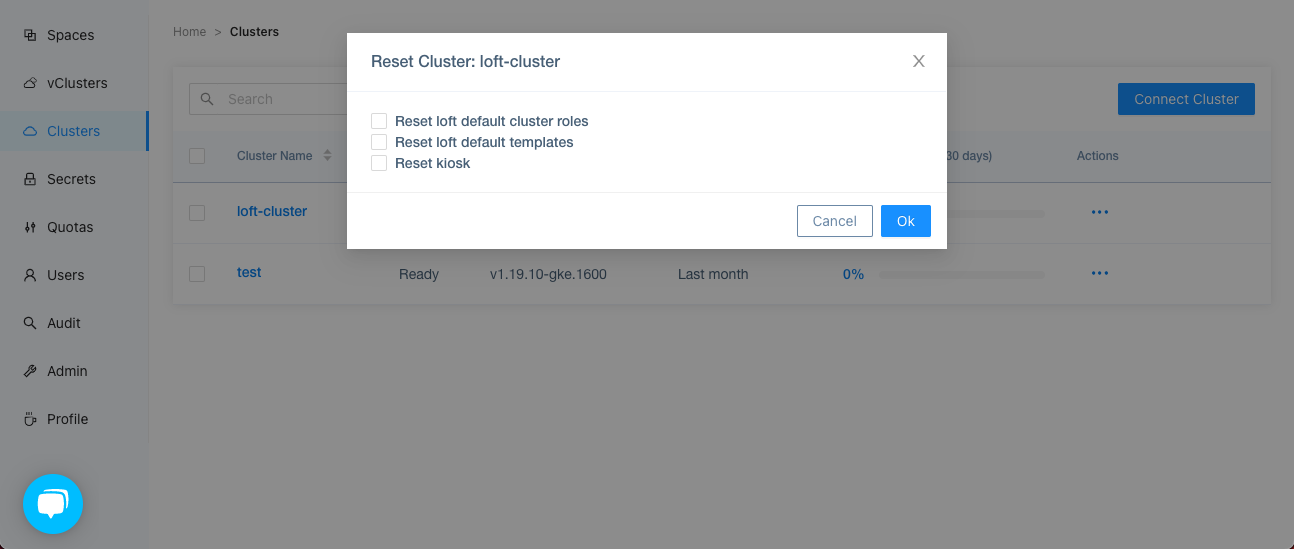 Spaces
vClusters
Clusters
Secrets
Quotas
Users
Audit
Admin
Profile
Home > Clusters
Search
Connect Cluster
Cluster Name
30 days)
Actions
loft-cluster
test
Ready
v1.19.10-gke.1600
Last month
0%
Reset Cluster: loft-cluster
Reset loft default cluster roles
Reset loft default templates
Reset kiosk
Cancel
Ok